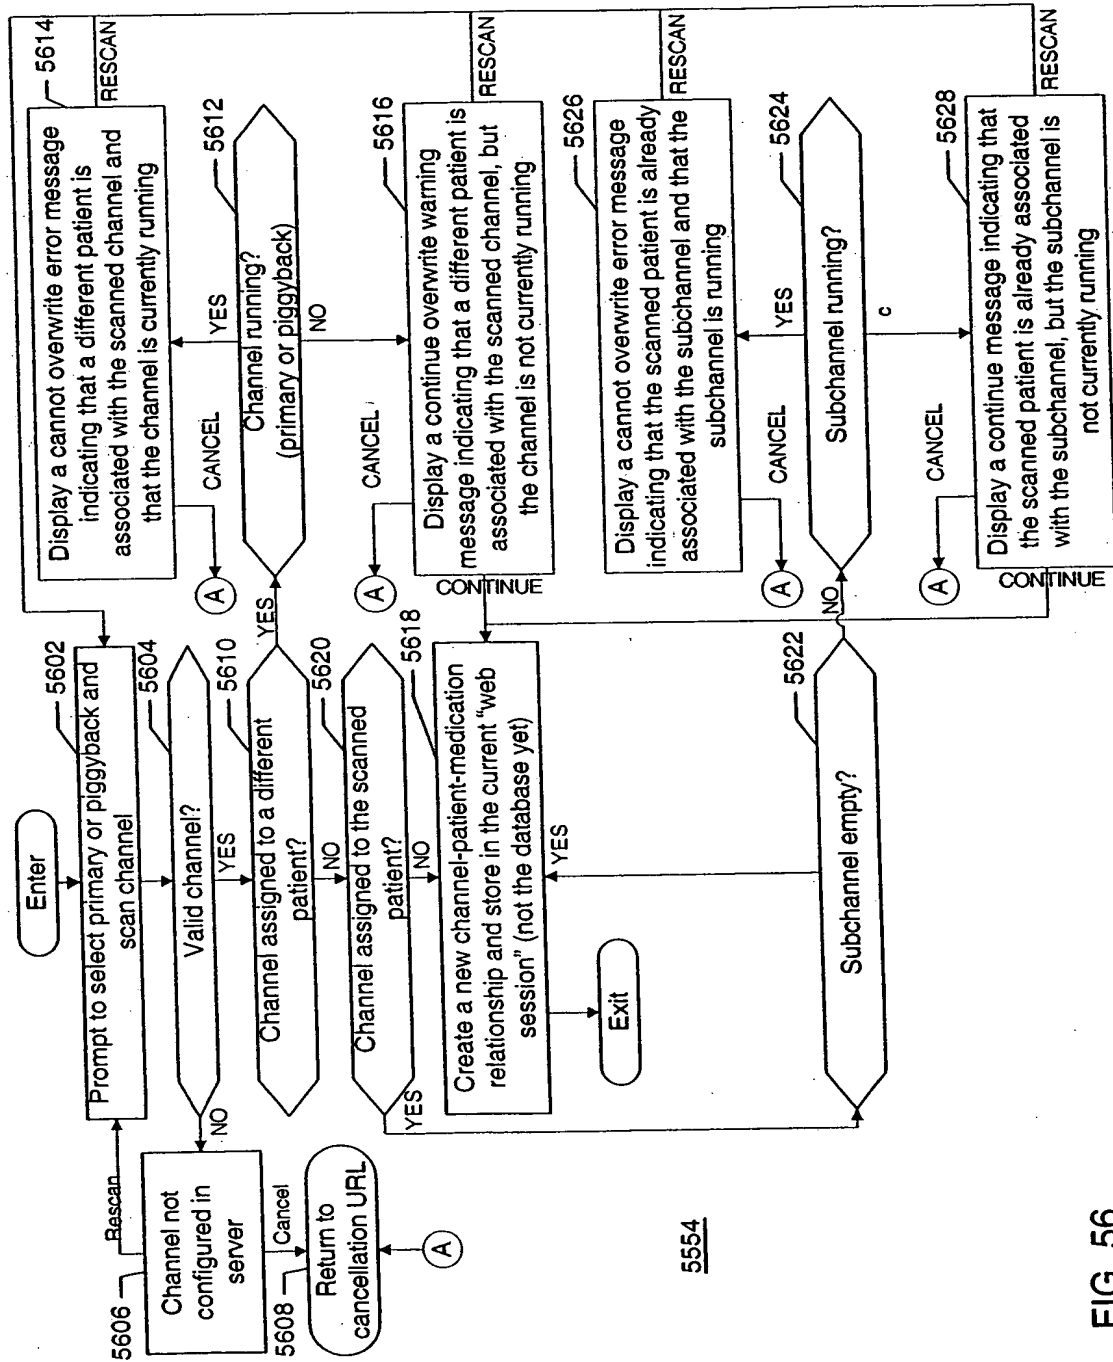 Enter
5602
Prompt to select primary or piggyback and
scan channel
5604
Valid channel?
Rescan
NO
YES
5606
Channel not
configured in
server
Cancel
5608
Return to
cancellation URL
A
5610
Channel assigned to a different
patient?
YES
NO
5620
Channel assigned to the scanned
patient?
YES
NO
5618
Create a new channel-patient-medication
relationship and store in the current "web
session" (not the database yet)
Exit
YES
5622
Subchannel empty?
NO
5614
Display a cannot overwrite error message
indicating that a different patient is
associated with the scanned channel and
that the channel is currently running
RESCAN
CANCEL
A
YES
5612
Channel running?
(primary or piggyback)
NO
5616
Display a continue overwrite warning
message indicating that a different patient is
associated with the scanned channel, but
the channel is not currently running
RESCAN
CANCEL
A
CONTINUE
5626
Display a cannot overwrite error message
indicating that the scanned patient is already
associated with the subchannel and that the
subchannel is running
RESCAN
CANCEL
A
YES
5624
Subchannel running?
c
5628
Display a continue message indicating that
the scanned patient is already associated
with the subchannel, but the subchannel is
not currently running
RESCAN
CANCEL
A
CONTINUE
5554
FIG. 56